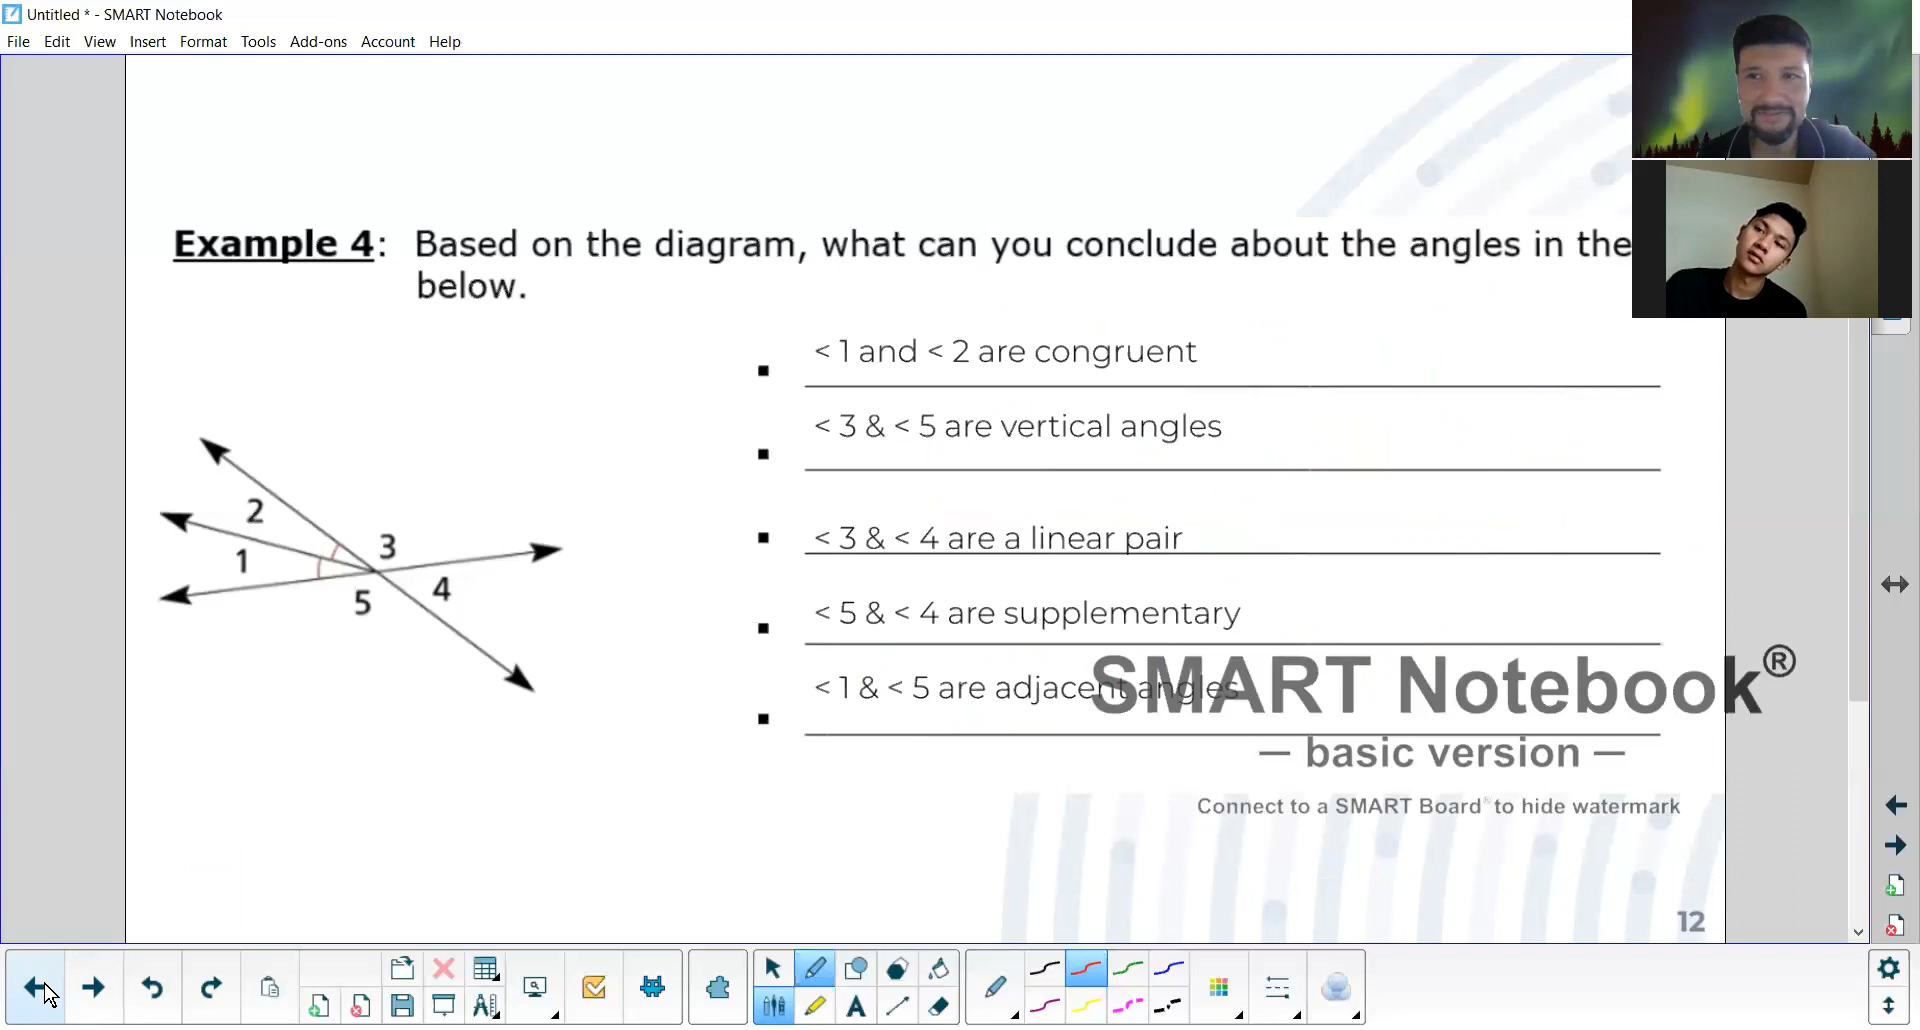 Untitled * - SMART Notebook
File Edit View Insert Format Tools Add-ons Account Help
Example 4: Based on the diagram, what can you conclude about the angles in the
below.
< 1 and < 2 are congruent
< 3 & < 5 are vertical angles
< 3 & < 4 are a linear pair
< 5 & < 4 are supplementary
< 1 & < 5 are adjacent angles
2
1
3
4
5
SMART Notebook®
— basic version —
Connect to a SMART Board® to hide watermark
12
A